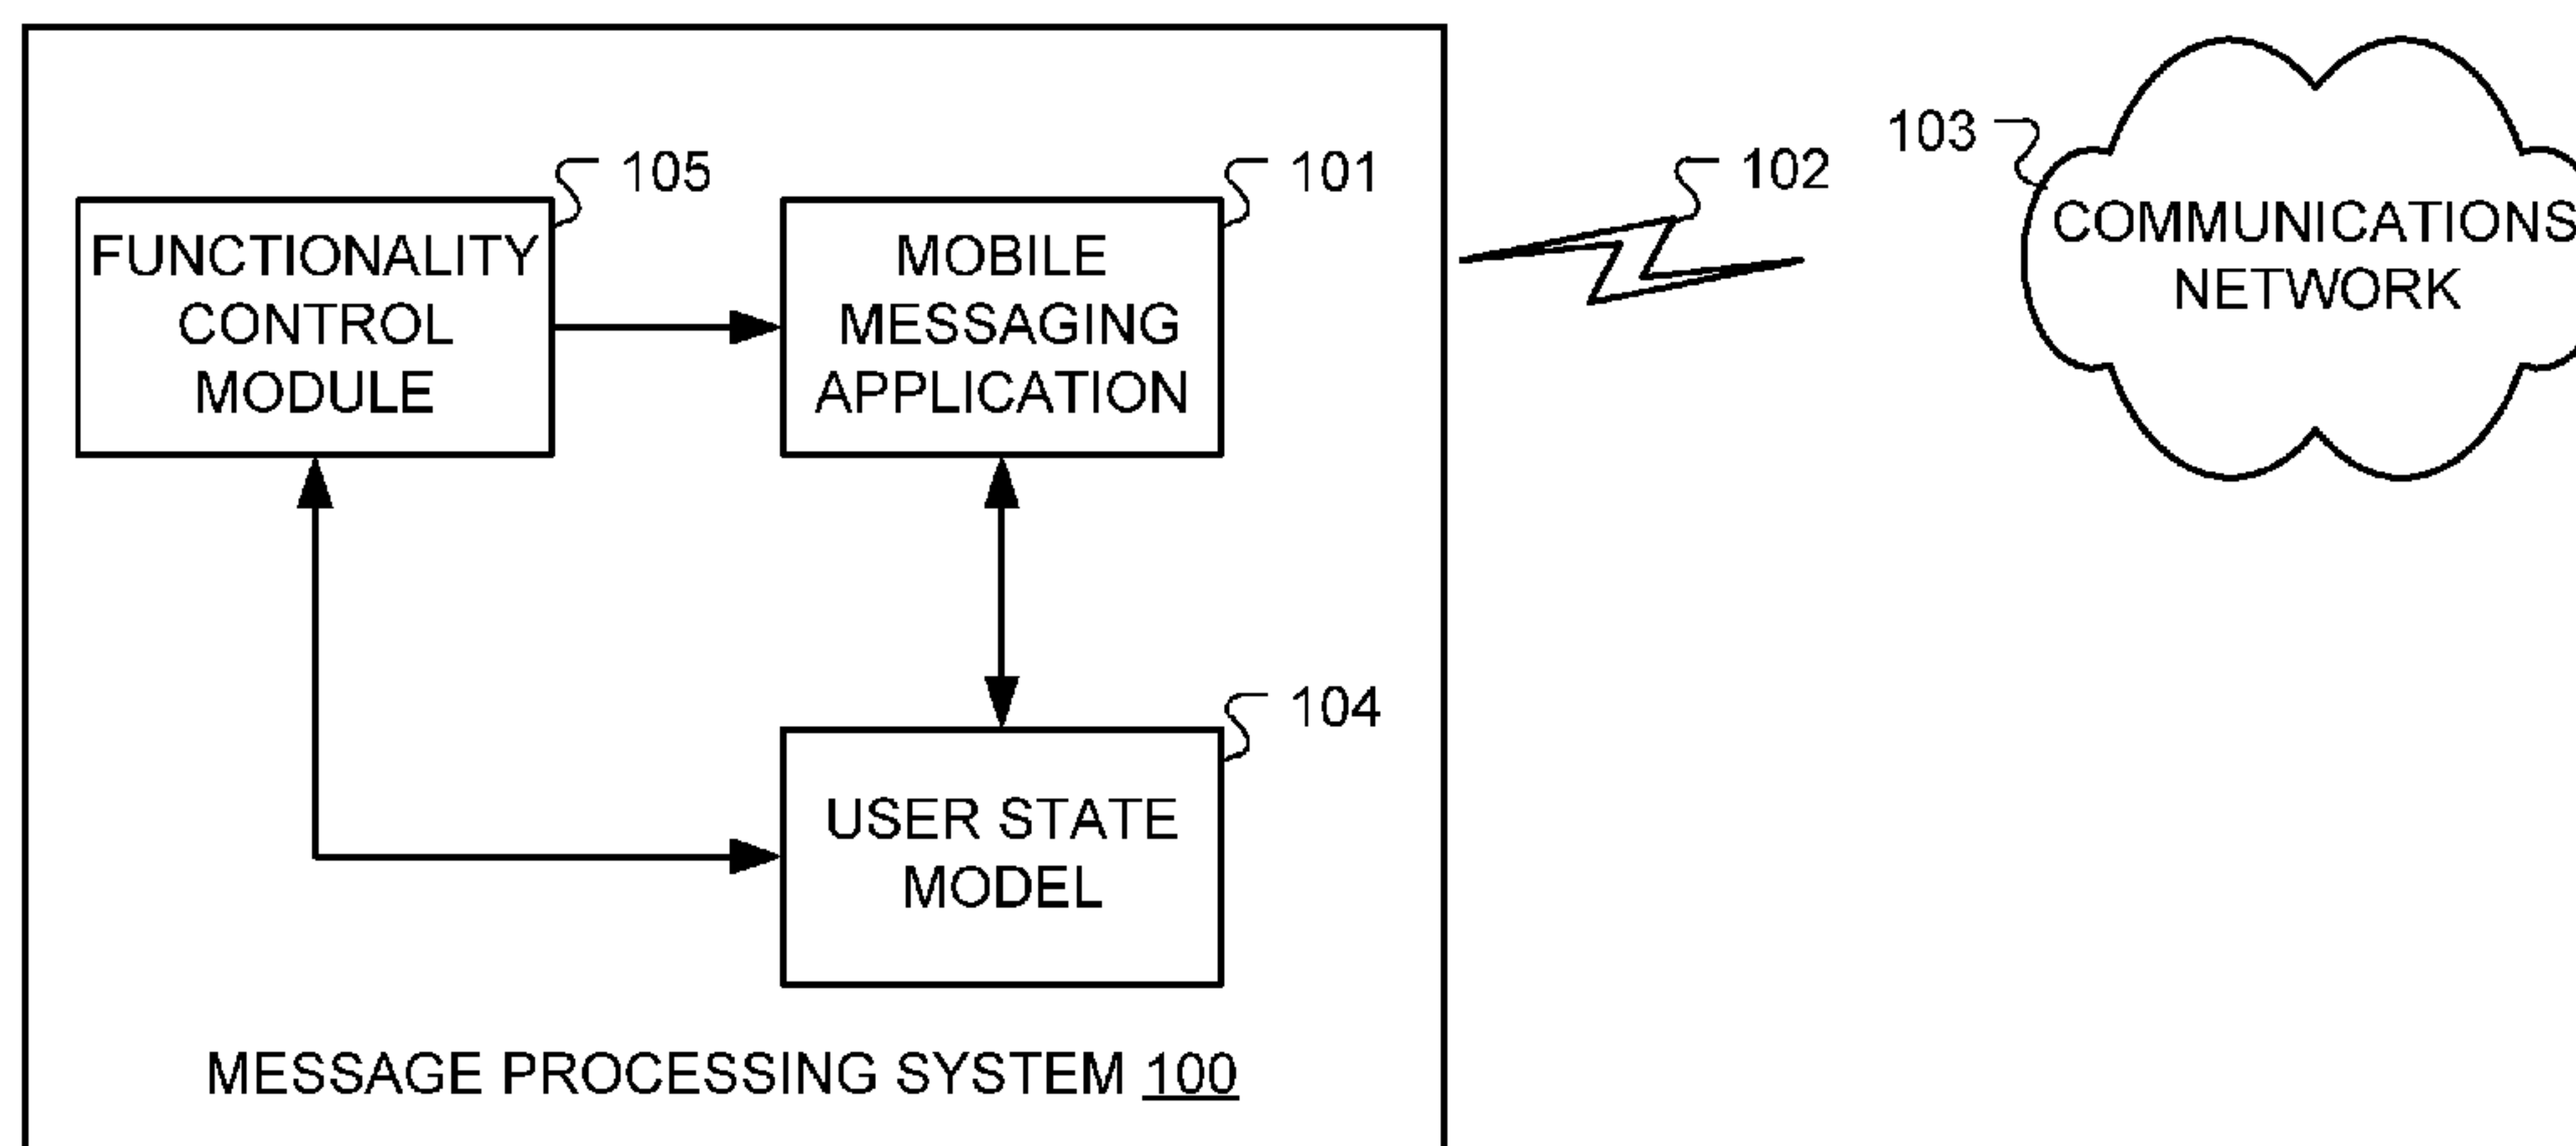 105
101
102
103
FUNCTIONALITY
CONTROL
MODULE
MOBILE
MESSAGING
APPLICATION
COMMUNICATIONS
NETWORK
104
USER STATE
MODEL
MESSAGE PROCESSING SYSTEM 100